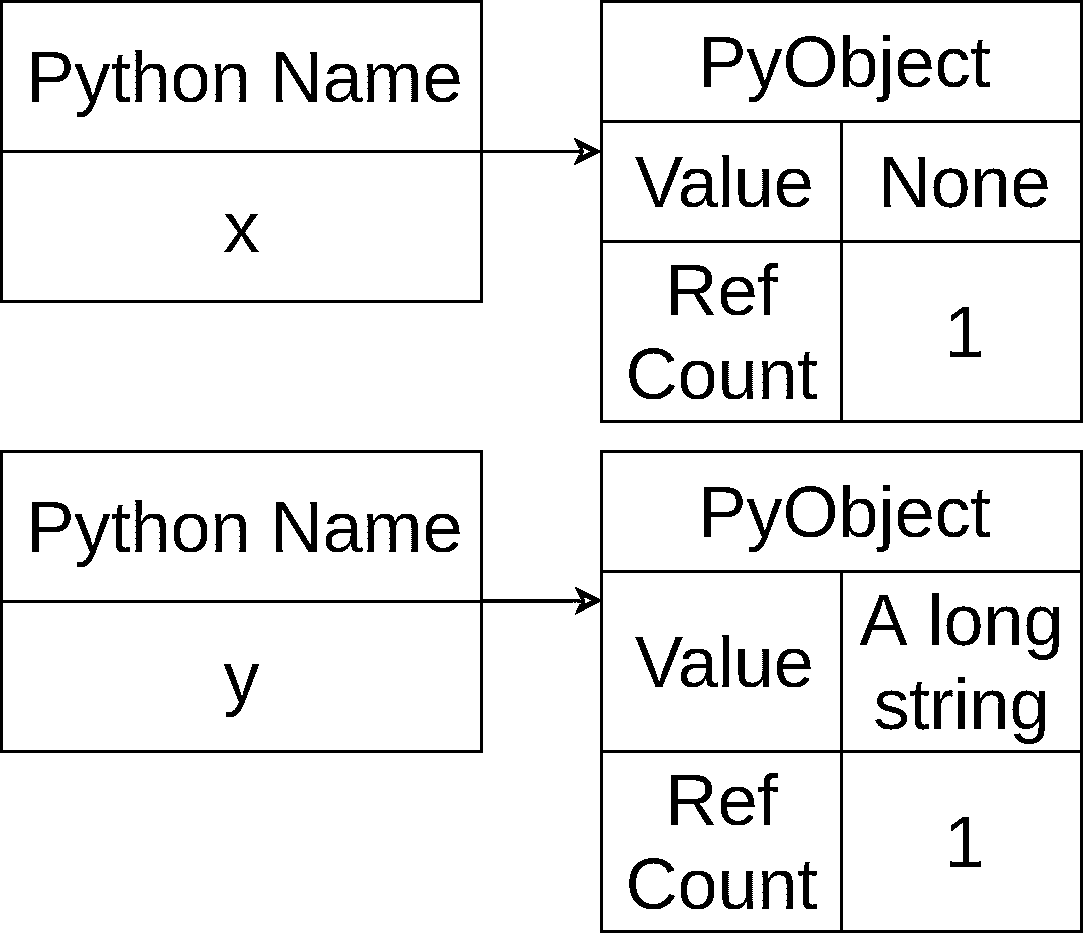 Python Name
x
PyObject
Value
None
Ref
Count
1
Python Name
y
PyObject
Value
A long
string
Ref
Count
1